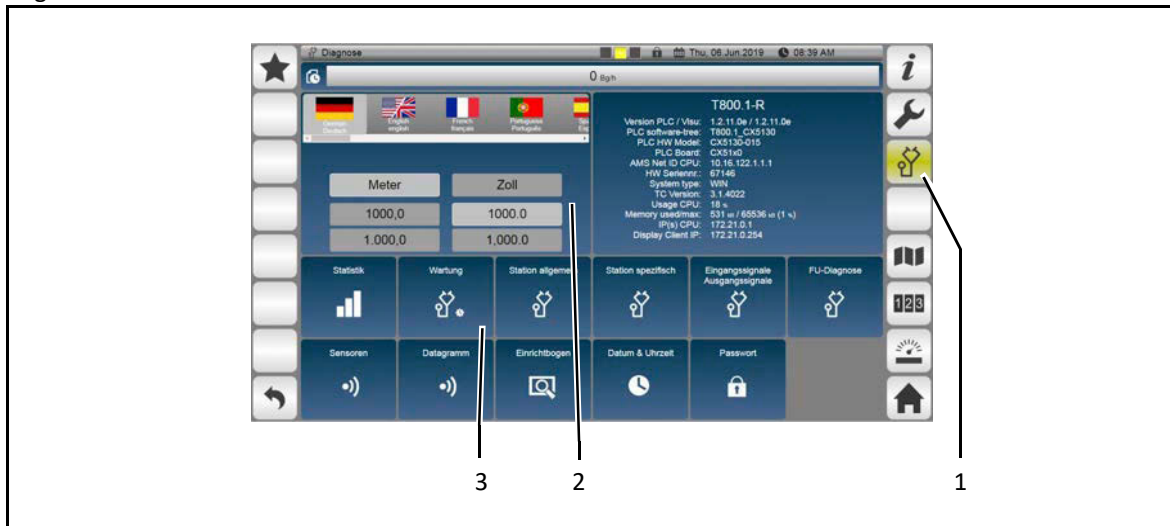 Diagnose
Thu, 06.Jun.2019
08:39 AM
0 Bg/h
German
Deutsch
English
english
French
français
Portuguese
Português
Meter
Zoll
1000,0
1000.0
1.000,0
1,000.0
T800.1-R
Version PLC / Visu: 1.2.11.0e / 1.2.11.0e
PLC software-tree: T800.1_CX5130
PLC HW Model: CX5130-015
PLC Board: CX51x0
AMS Net ID CPU: 10.16.122.1.1.1
HW Seriennr.: 67146
System type: WIN
TC Version: 3.1.4022
Usage CPU: 18 %
Memory used/max: 531 / 65536 (1 %)
IP(s) CPU: 172.21.0.1
Display Client IP: 172.21.0.254
Statistik
Wartung
Station allgemein
Station spezifisch
Eingangssignale
Ausgangssignale
FU-Diagnose
Sensoren
Datagramm
Einrichtbogen
Datum & Uhrzeit
Passwort
i
123
3
2
1